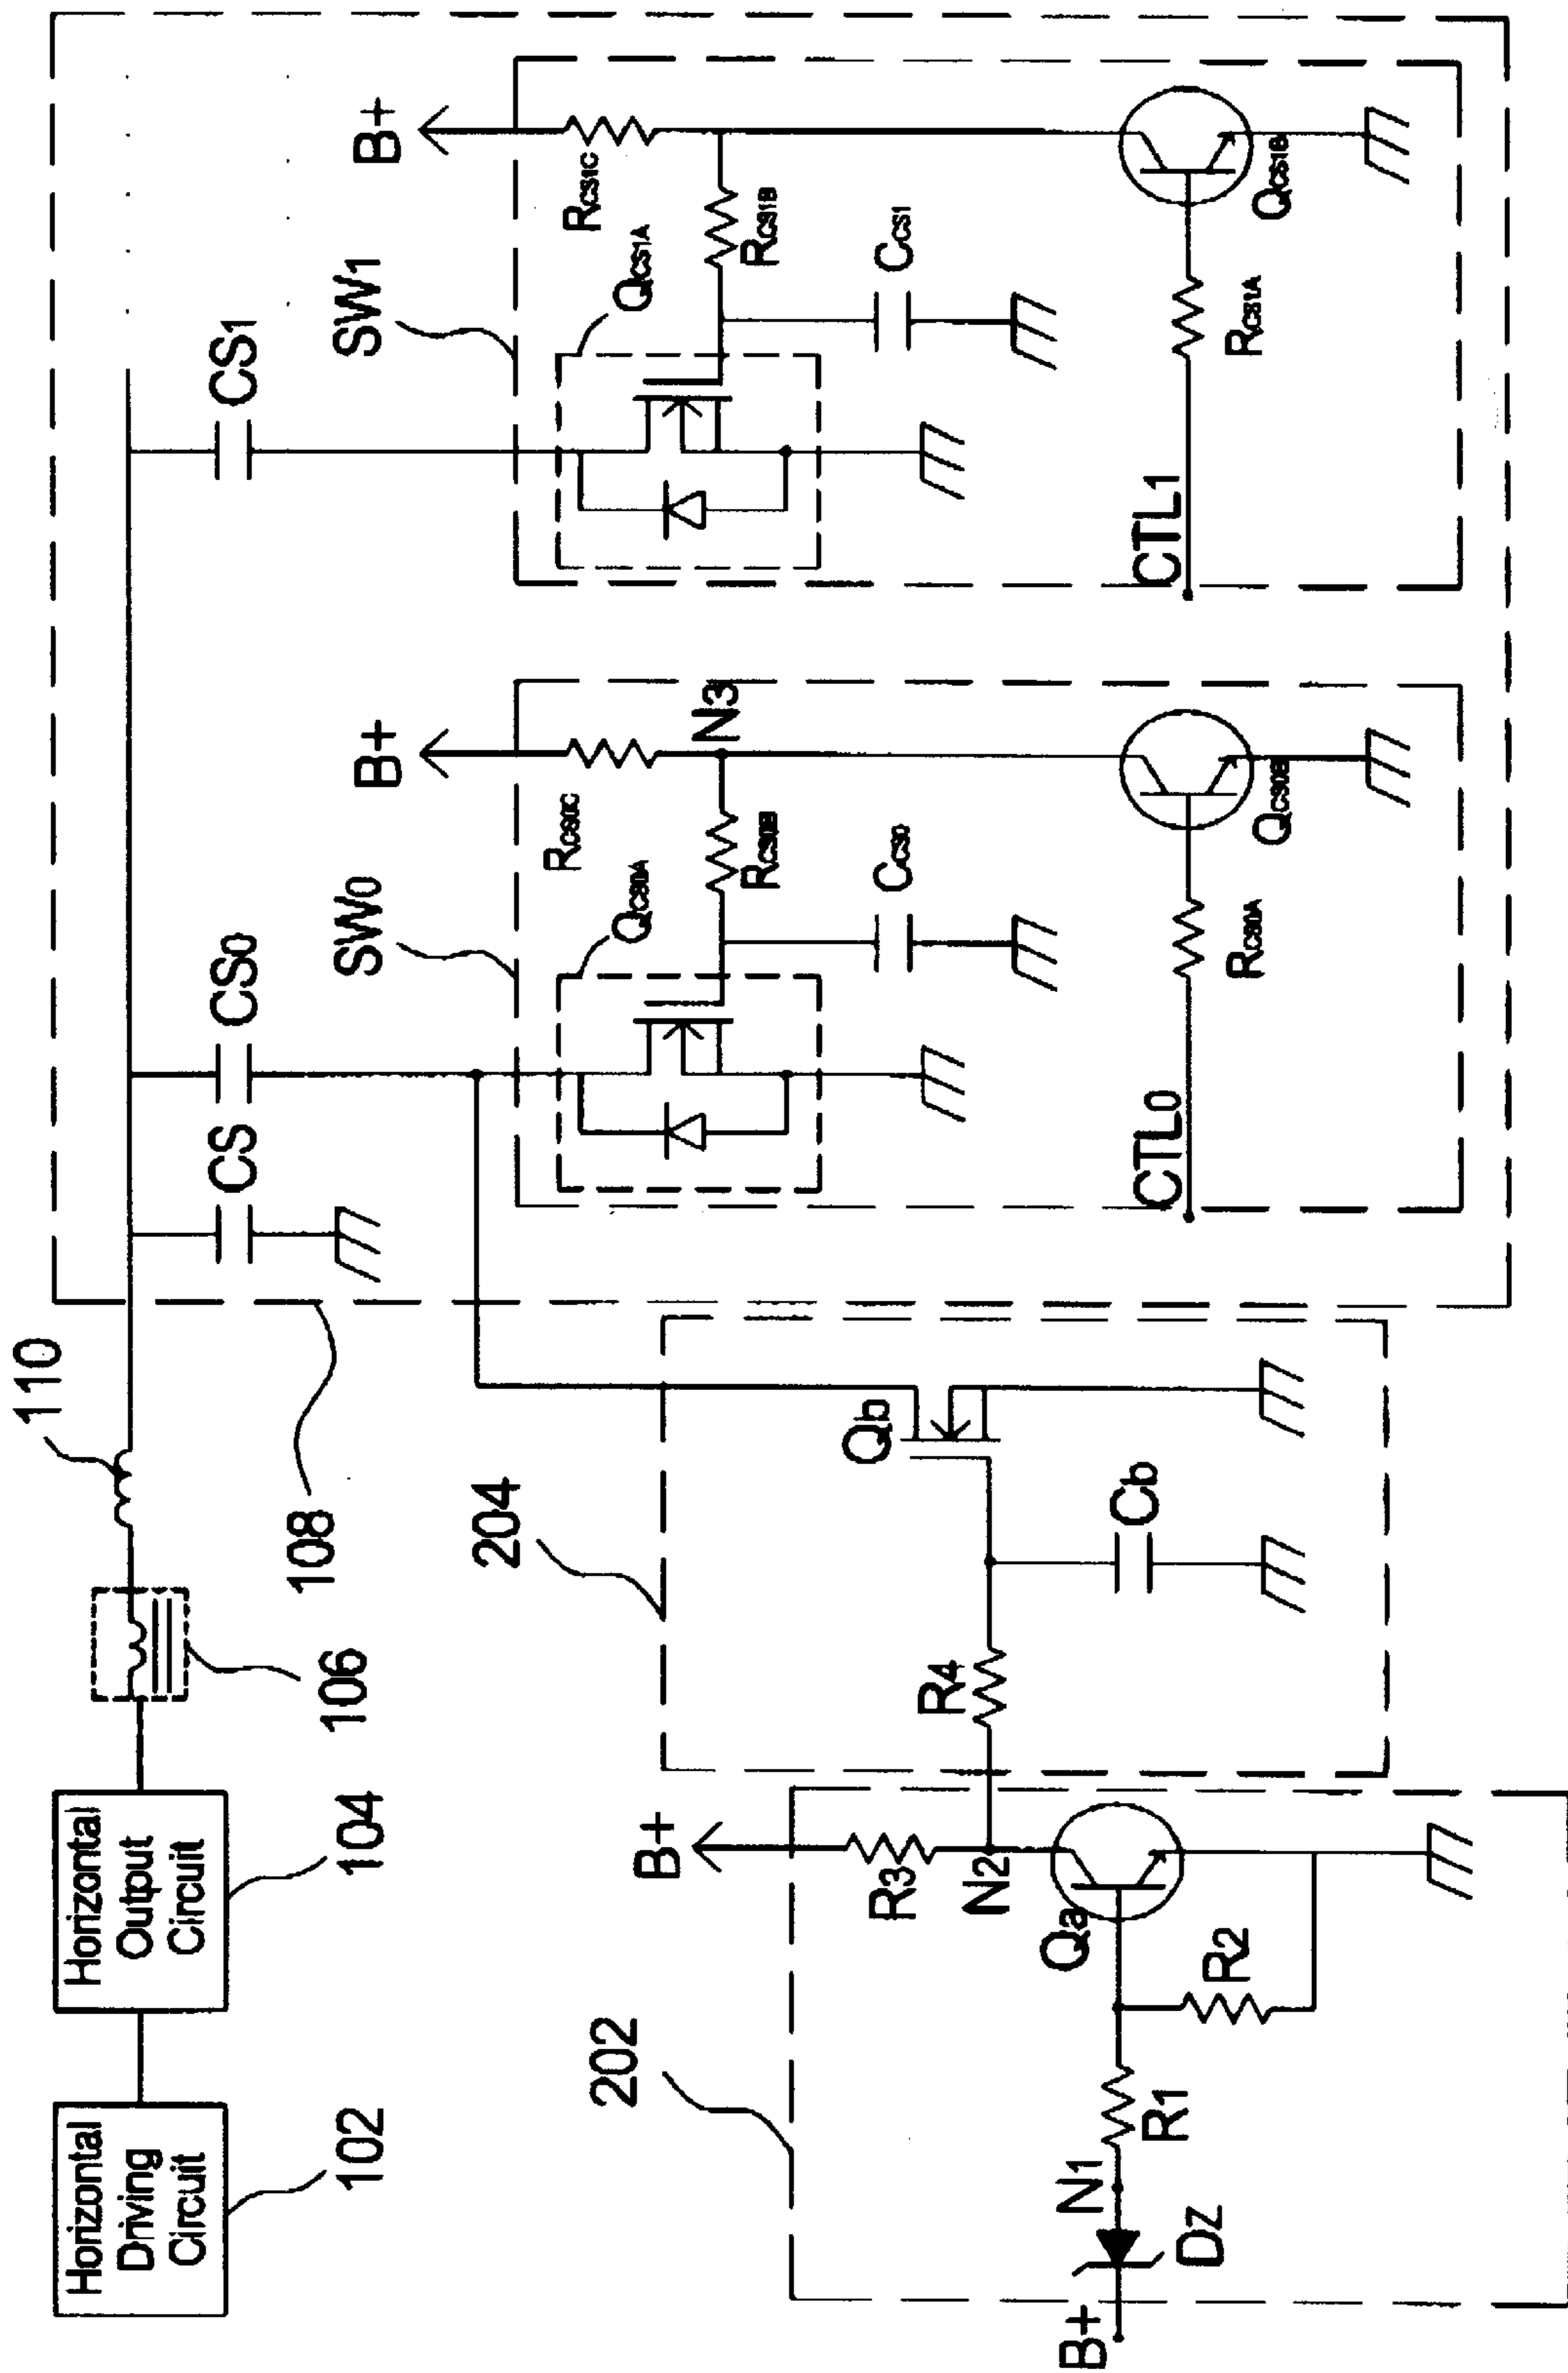 Horizontal
Driving
Circuit
102
Horizontal
Output
Circuit
104
106
110
108
CS
CS0
CS1
SW0
SW1
B+
RCS0C
N3
QCS0A
RCS0B
CCS0
CTL0
RCS0A
QCS0B
B+
RCS1C
QCS1A
RCS1B
CCS1
CTL1
RCS1A
QCS1B
202
B+
DZ
N1
R1
R2
Qa
N2
R3
B+
204
R4
Qb
Cb